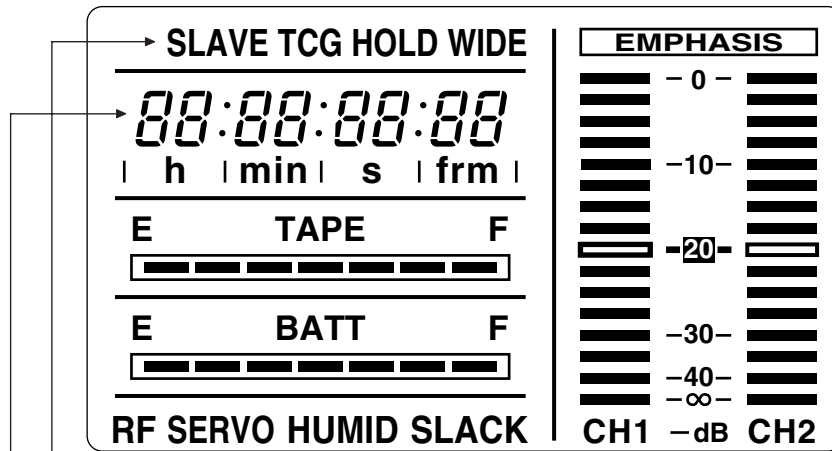 SLAVE TCG HOLD WIDE
88:88:88:88
h min s frm
E TAPE F
E BATT F
RF SERVO HUMID SLACK
EMPHASIS
0
-10-
-20-
-30-
-40-
-∞-
CH1 -dB CH2